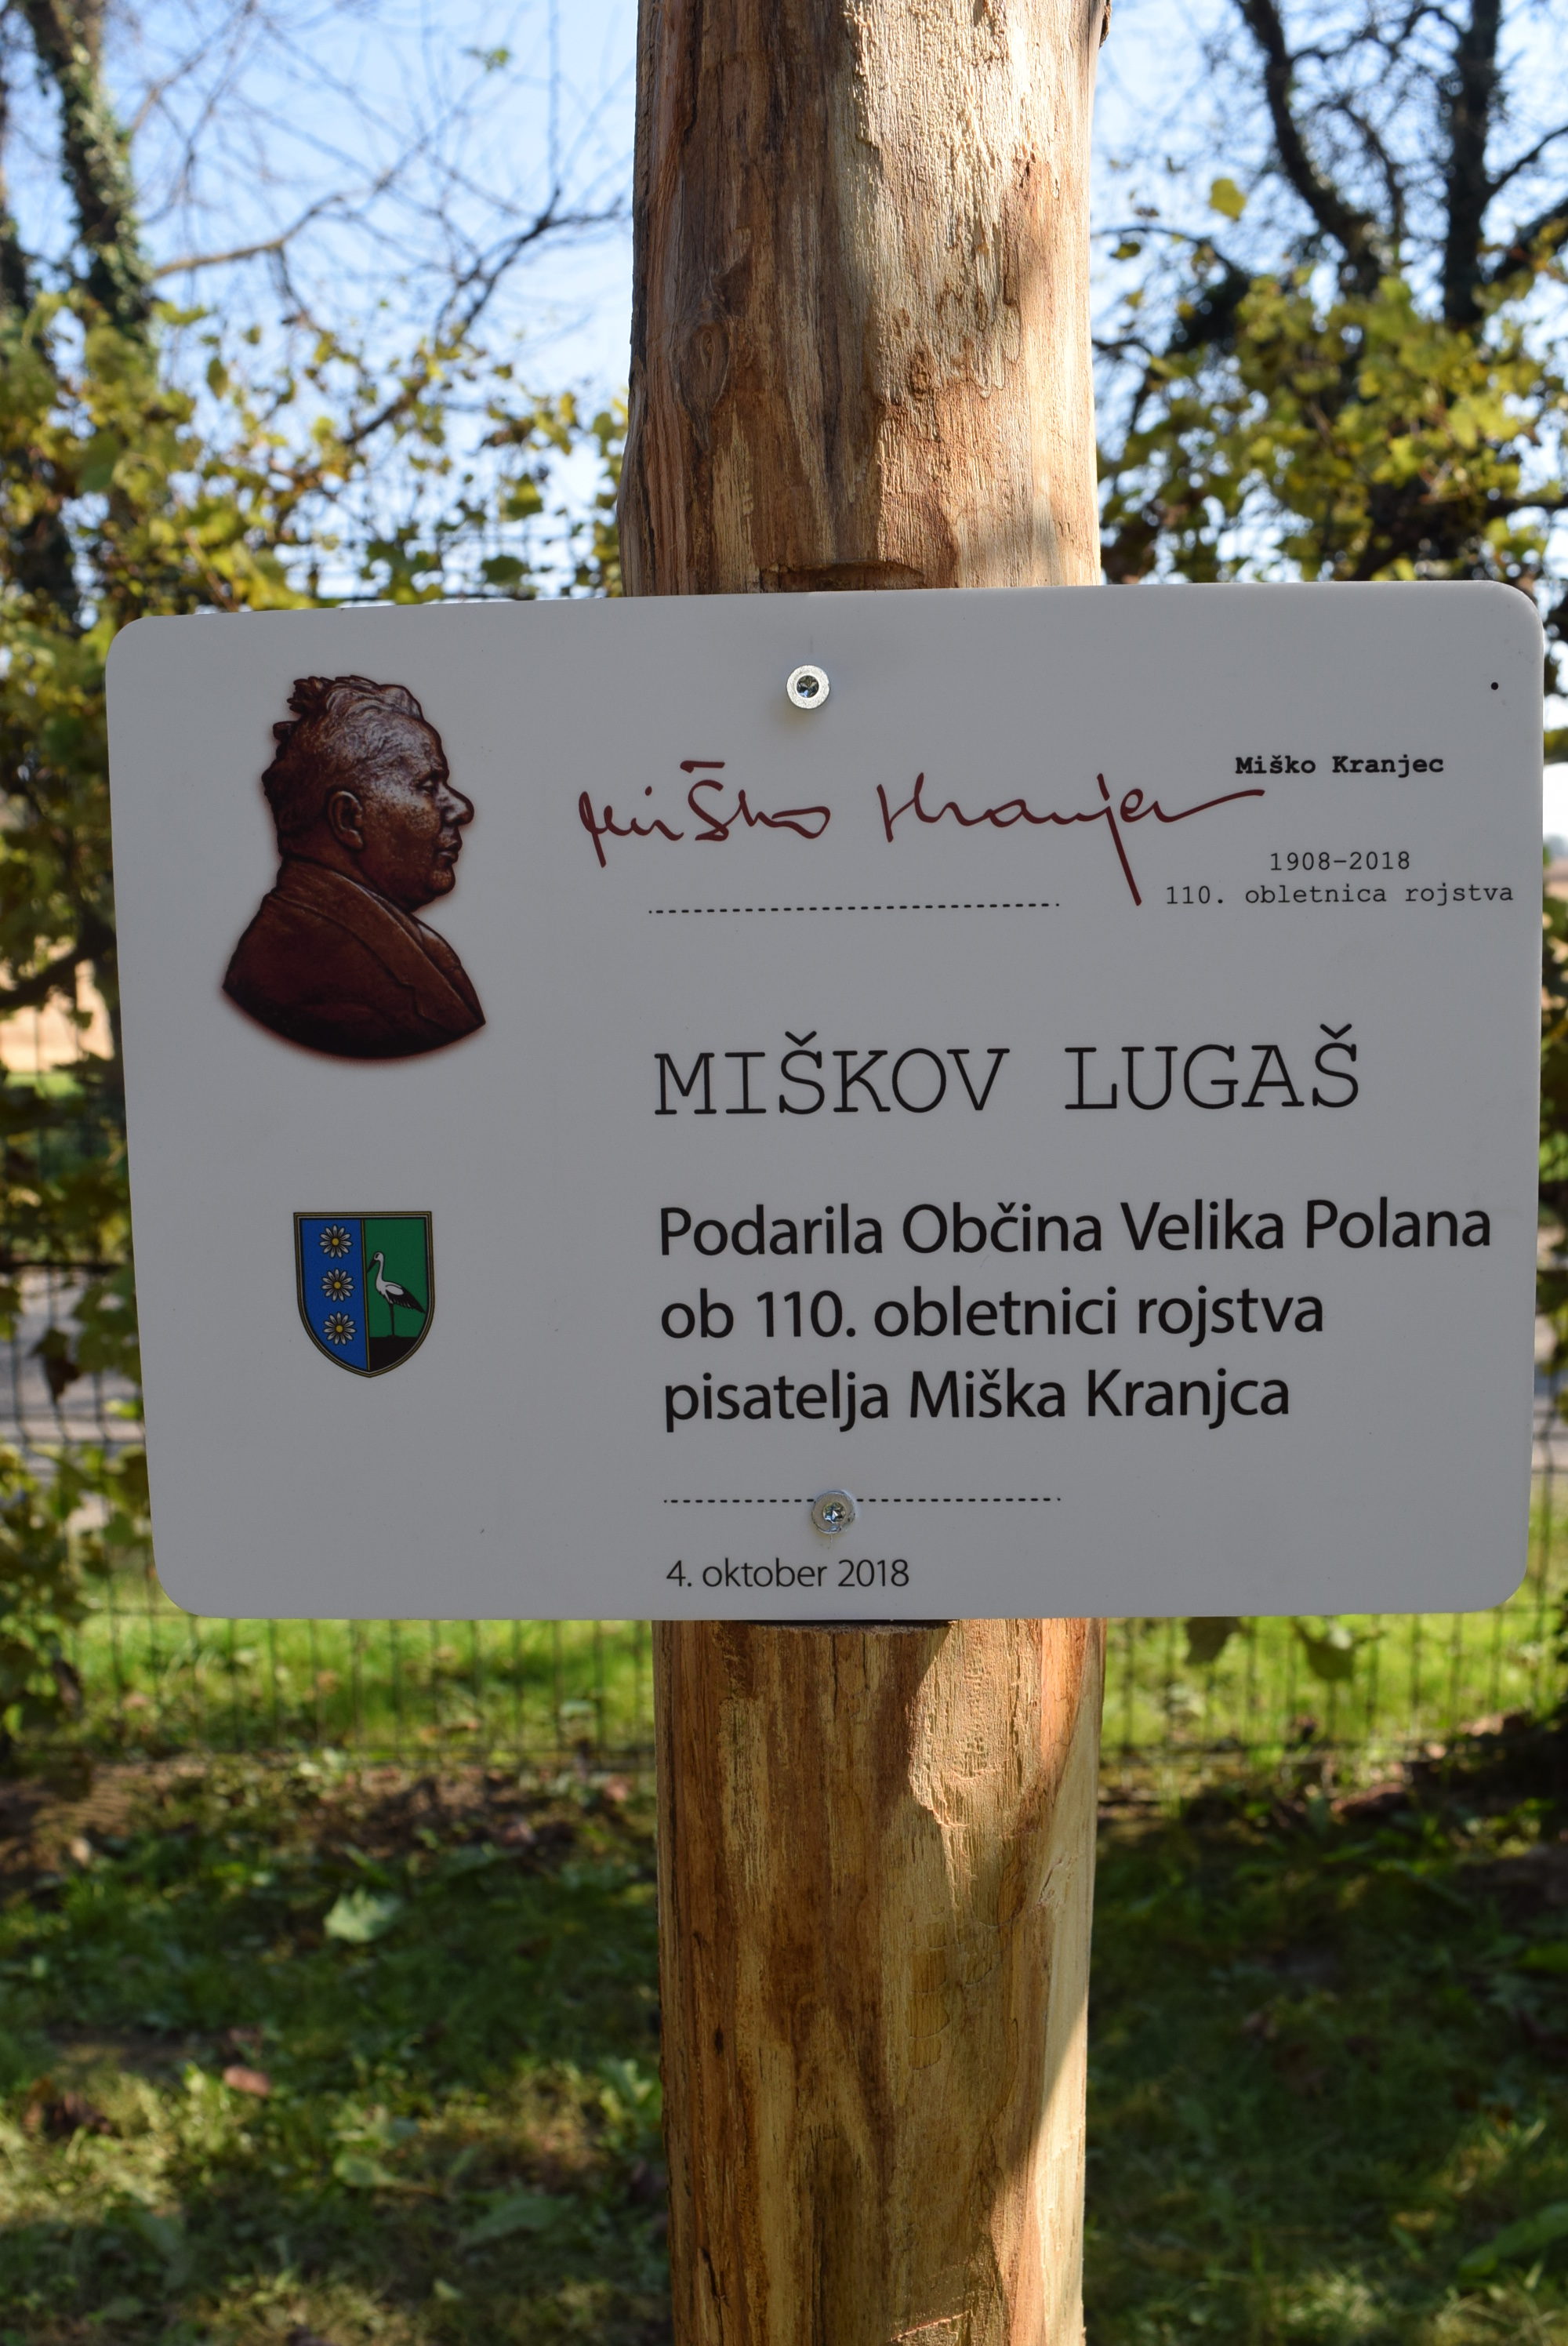 Miško Kranjec
Miško Kranjec
1908-2018
110. obletnica rojstva
MIŠKOV LUGAŠ
Podarila Občina Velika Polana
ob 110. obletnici rojstva
pisatelja Miška Kranjca
4. oktober 2018